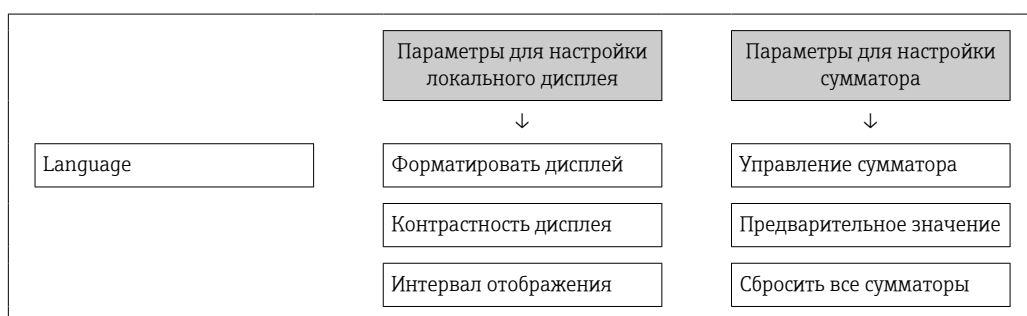 Параметры для настройки
локального дисплея
Параметры для настройки
сумматора
↓
↓
Language
Форматировать дисплей
Управление сумматора
Контрастность дисплея
Предварительное значение
Интервал отображения
Сбросить все сумматоры